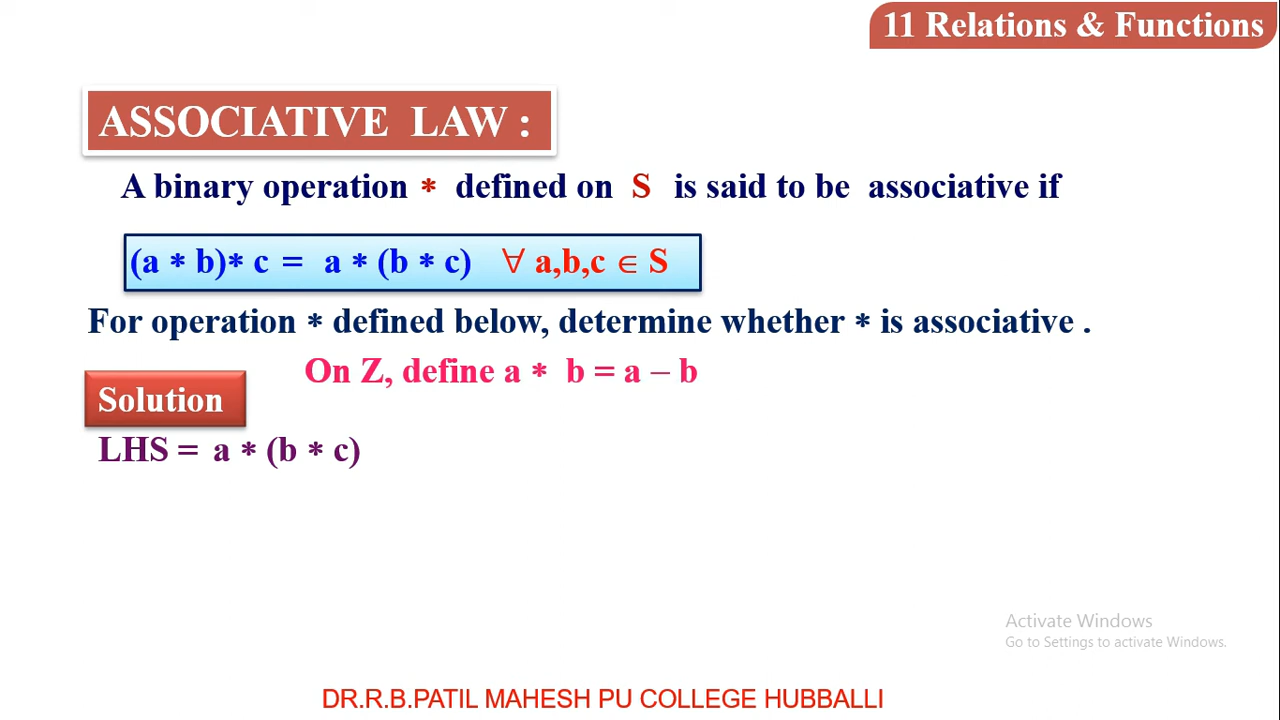 11 Relations & Functions
ASSOCIATIVE LAW :
A binary operation * defined on S is said to be associative if
(a * b)* c = a * (b * c) ∀ a,b,c ∈ S
For operation * defined below, determine whether * is associative .
On Z, define a * b = a – b
Solution
LHS = a * (b * c)
Activate Windows
Go to Settings to activate Windows.
DR.R.B.PATIL MAHESH PU COLLEGE HUBBALLI